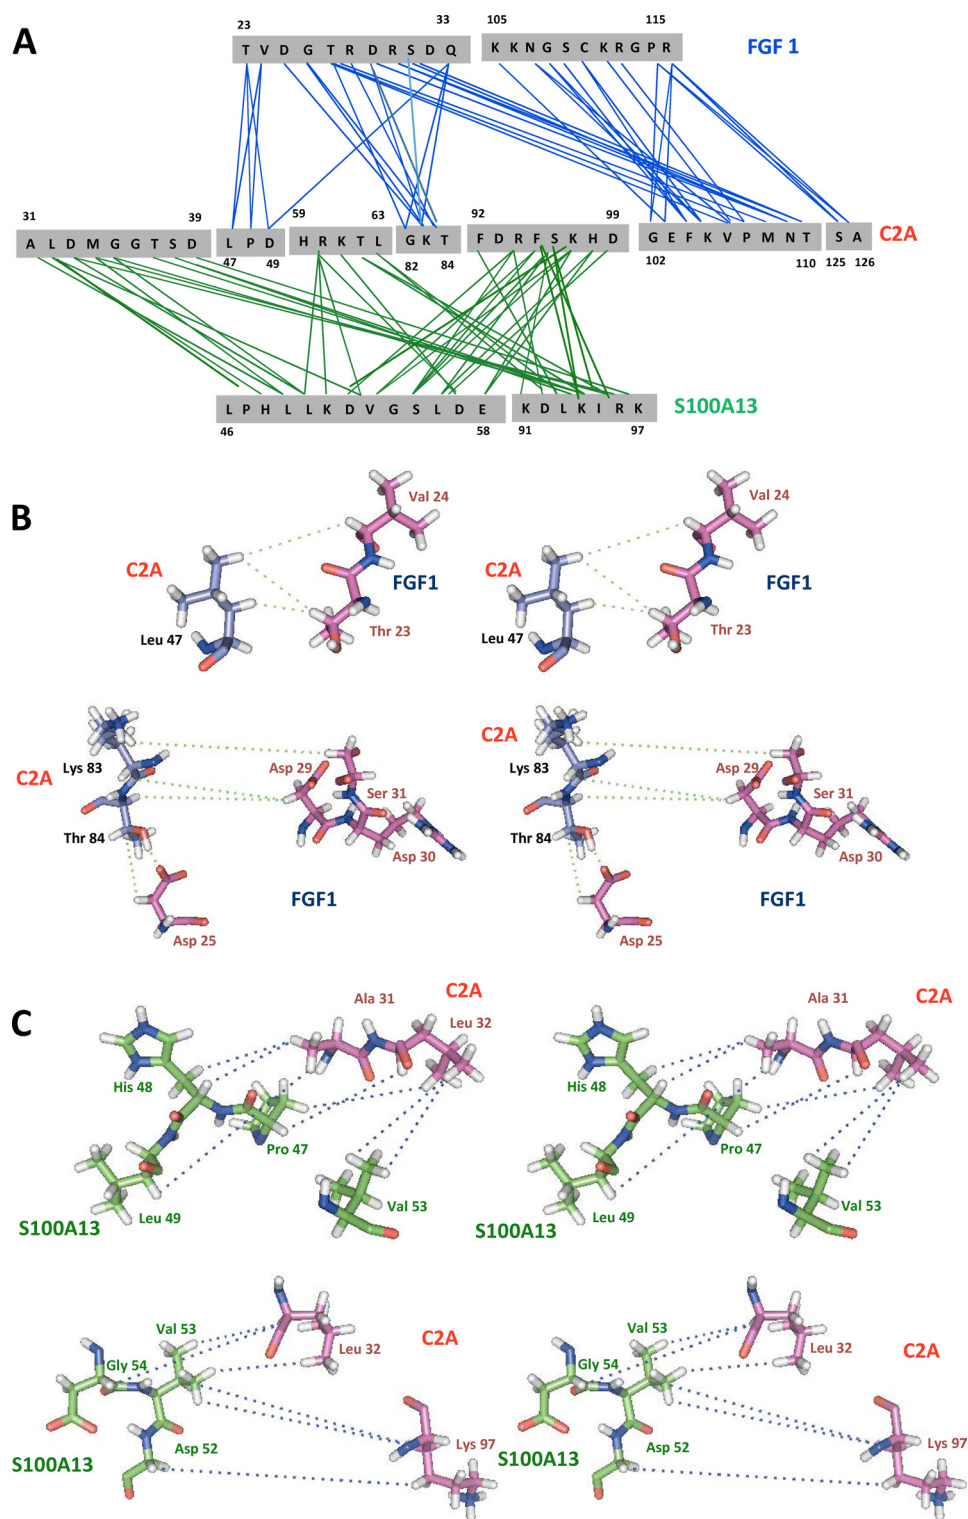 A
23 33 105 115
T V D G T R D R S D Q K K N G S C K R G P R FGF 1
31 39 59 63 92 99
A L D M G G T S D L P D H R K T L G K T F D R F S K H D G E F K V P M N T S A C2A
47 49 82 84 102 110 125 126
L P H L L K D V G S L D E K D L K I R K S100A13
46 58 91 97
B
Val 24 Val 24
C2A C2A
FGF1 FGF1
Leu 47 Thr 23 Leu 47 Thr 23
C2A
Lys 83 Asp 29 Lys 83 Asp 29
C2A
Ser 31 Ser 31
Thr 84 Thr 84
Asp 30 Asp 30
FGF1 FGF1
Asp 25 Asp 25
C
C2A C2A
Ala 31 Ala 31
Leu 32 Leu 32
His 48 His 48
Pro 47 Pro 47
Val 53 Val 53
Leu 49 Leu 49
S100A13 S100A13
Val 53 Val 53
C2A C2A
Gly 54 Leu 32 Gly 54 Leu 32
Asp 52 Lys 97 Asp 52 Lys 97
S100A13 S100A13